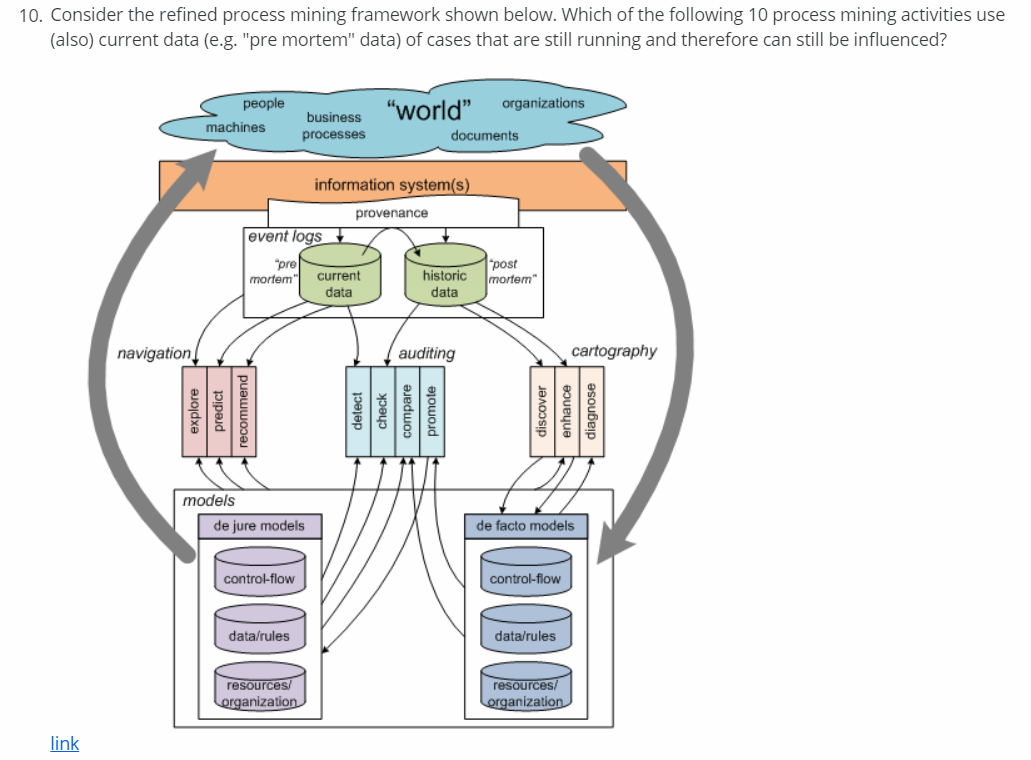 10. Consider the refined process mining framework shown below. Which of the following 10 process mining activities use
(also) current data (e.g. "pre mortem" data) of cases that are still running and therefore can still be influenced?
people
machines
business
processes
“world”
organizations
documents
information system(s)
provenance
event logs
“pre
mortem”
current
data
historic
data
“post
mortem”
navigation
auditing
cartography
explore
predict
recommend
detect
check
compare
promote
discover
enhance
diagnose
models
de jure models
control-flow
data/rules
resources/
organization
de facto models
control-flow
data/rules
resources/
organization
link